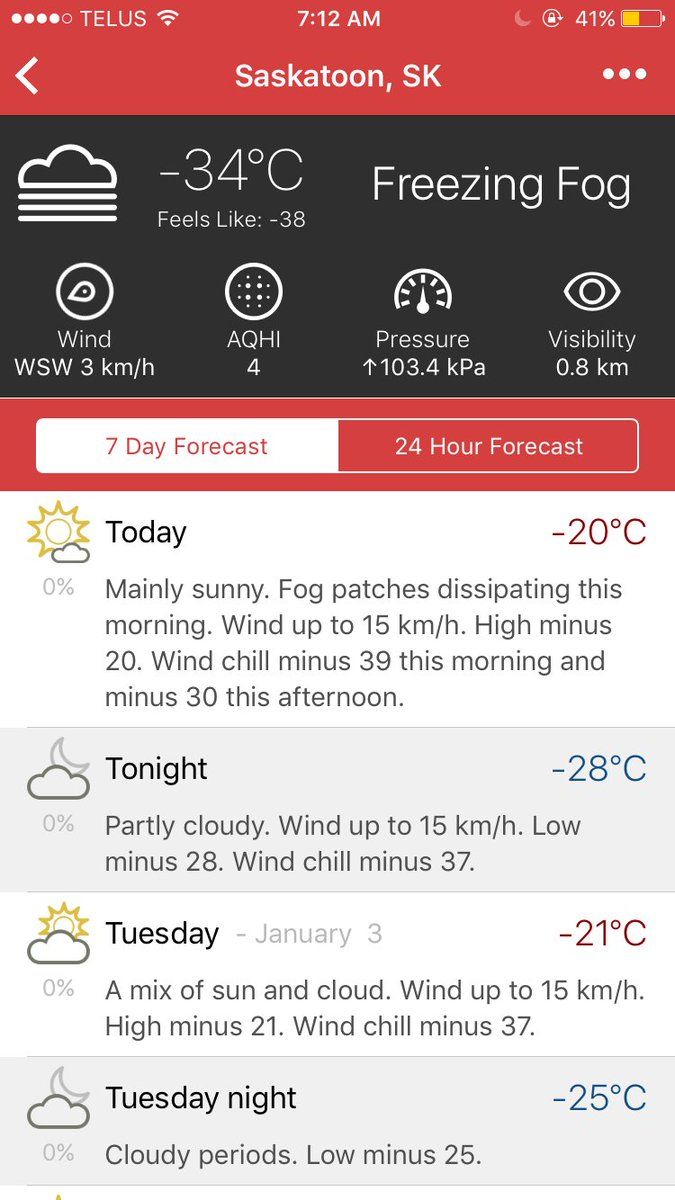 TELUS 7:12 AM 41%
Saskatoon, SK
-34°C
Feels Like: -38
Freezing Fog
Wind
WSW 3 km/h
AQHI
4
Pressure
↑103.4 kPa
Visibility
0.8 km
7 Day Forecast
24 Hour Forecast
Today -20°C
0%
Mainly sunny. Fog patches dissipating this
morning. Wind up to 15 km/h. High minus
20. Wind chill minus 39 this morning and
minus 30 this afternoon.
Tonight -28°C
0%
Partly cloudy. Wind up to 15 km/h. Low
minus 28. Wind chill minus 37.
Tuesday - January 3 -21°C
0%
A mix of sun and cloud. Wind up to 15 km/h.
High minus 21. Wind chill minus 37.
Tuesday night -25°C
0%
Cloudy periods. Low minus 25.